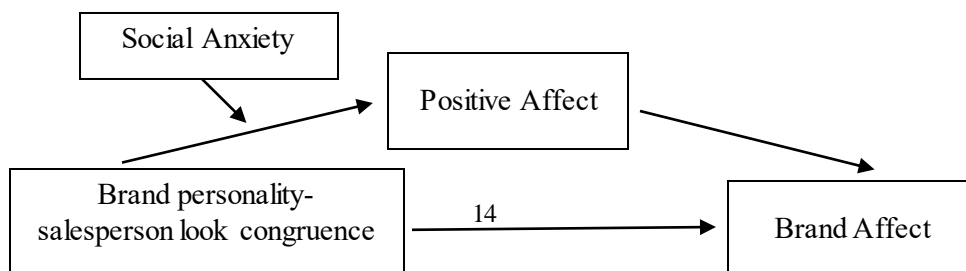 Social Anxiety
Positive Affect
Brand personality-
salesperson look congruence
14
Brand Affect